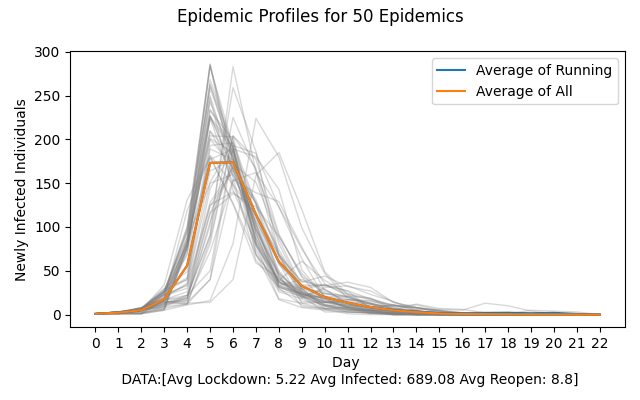 Epidemic Profiles for 50 Epidemics
300
250
200
150
100
50
0
Newly Infected Individuals
Average of Running
Average of All
0 1 2 3 4 5 6 7 8 9 10 11 12 13 14 15 16 17 18 19 20 21 22
Day
DATA:[Avg Lockdown: 5.22 Avg Infected: 689.08 Avg Reopen: 8.8]